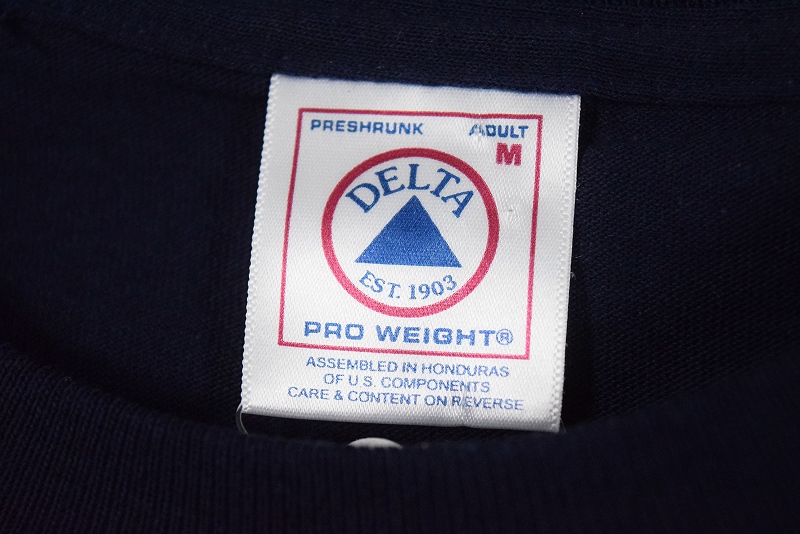 PRESHRUNK ADULT
M
DELTA
EST. 1903
PRO WEIGHT®
ASSEMBLED IN HONDURAS
OF U.S. COMPONENTS
CARE & CONTENT ON REVERSE